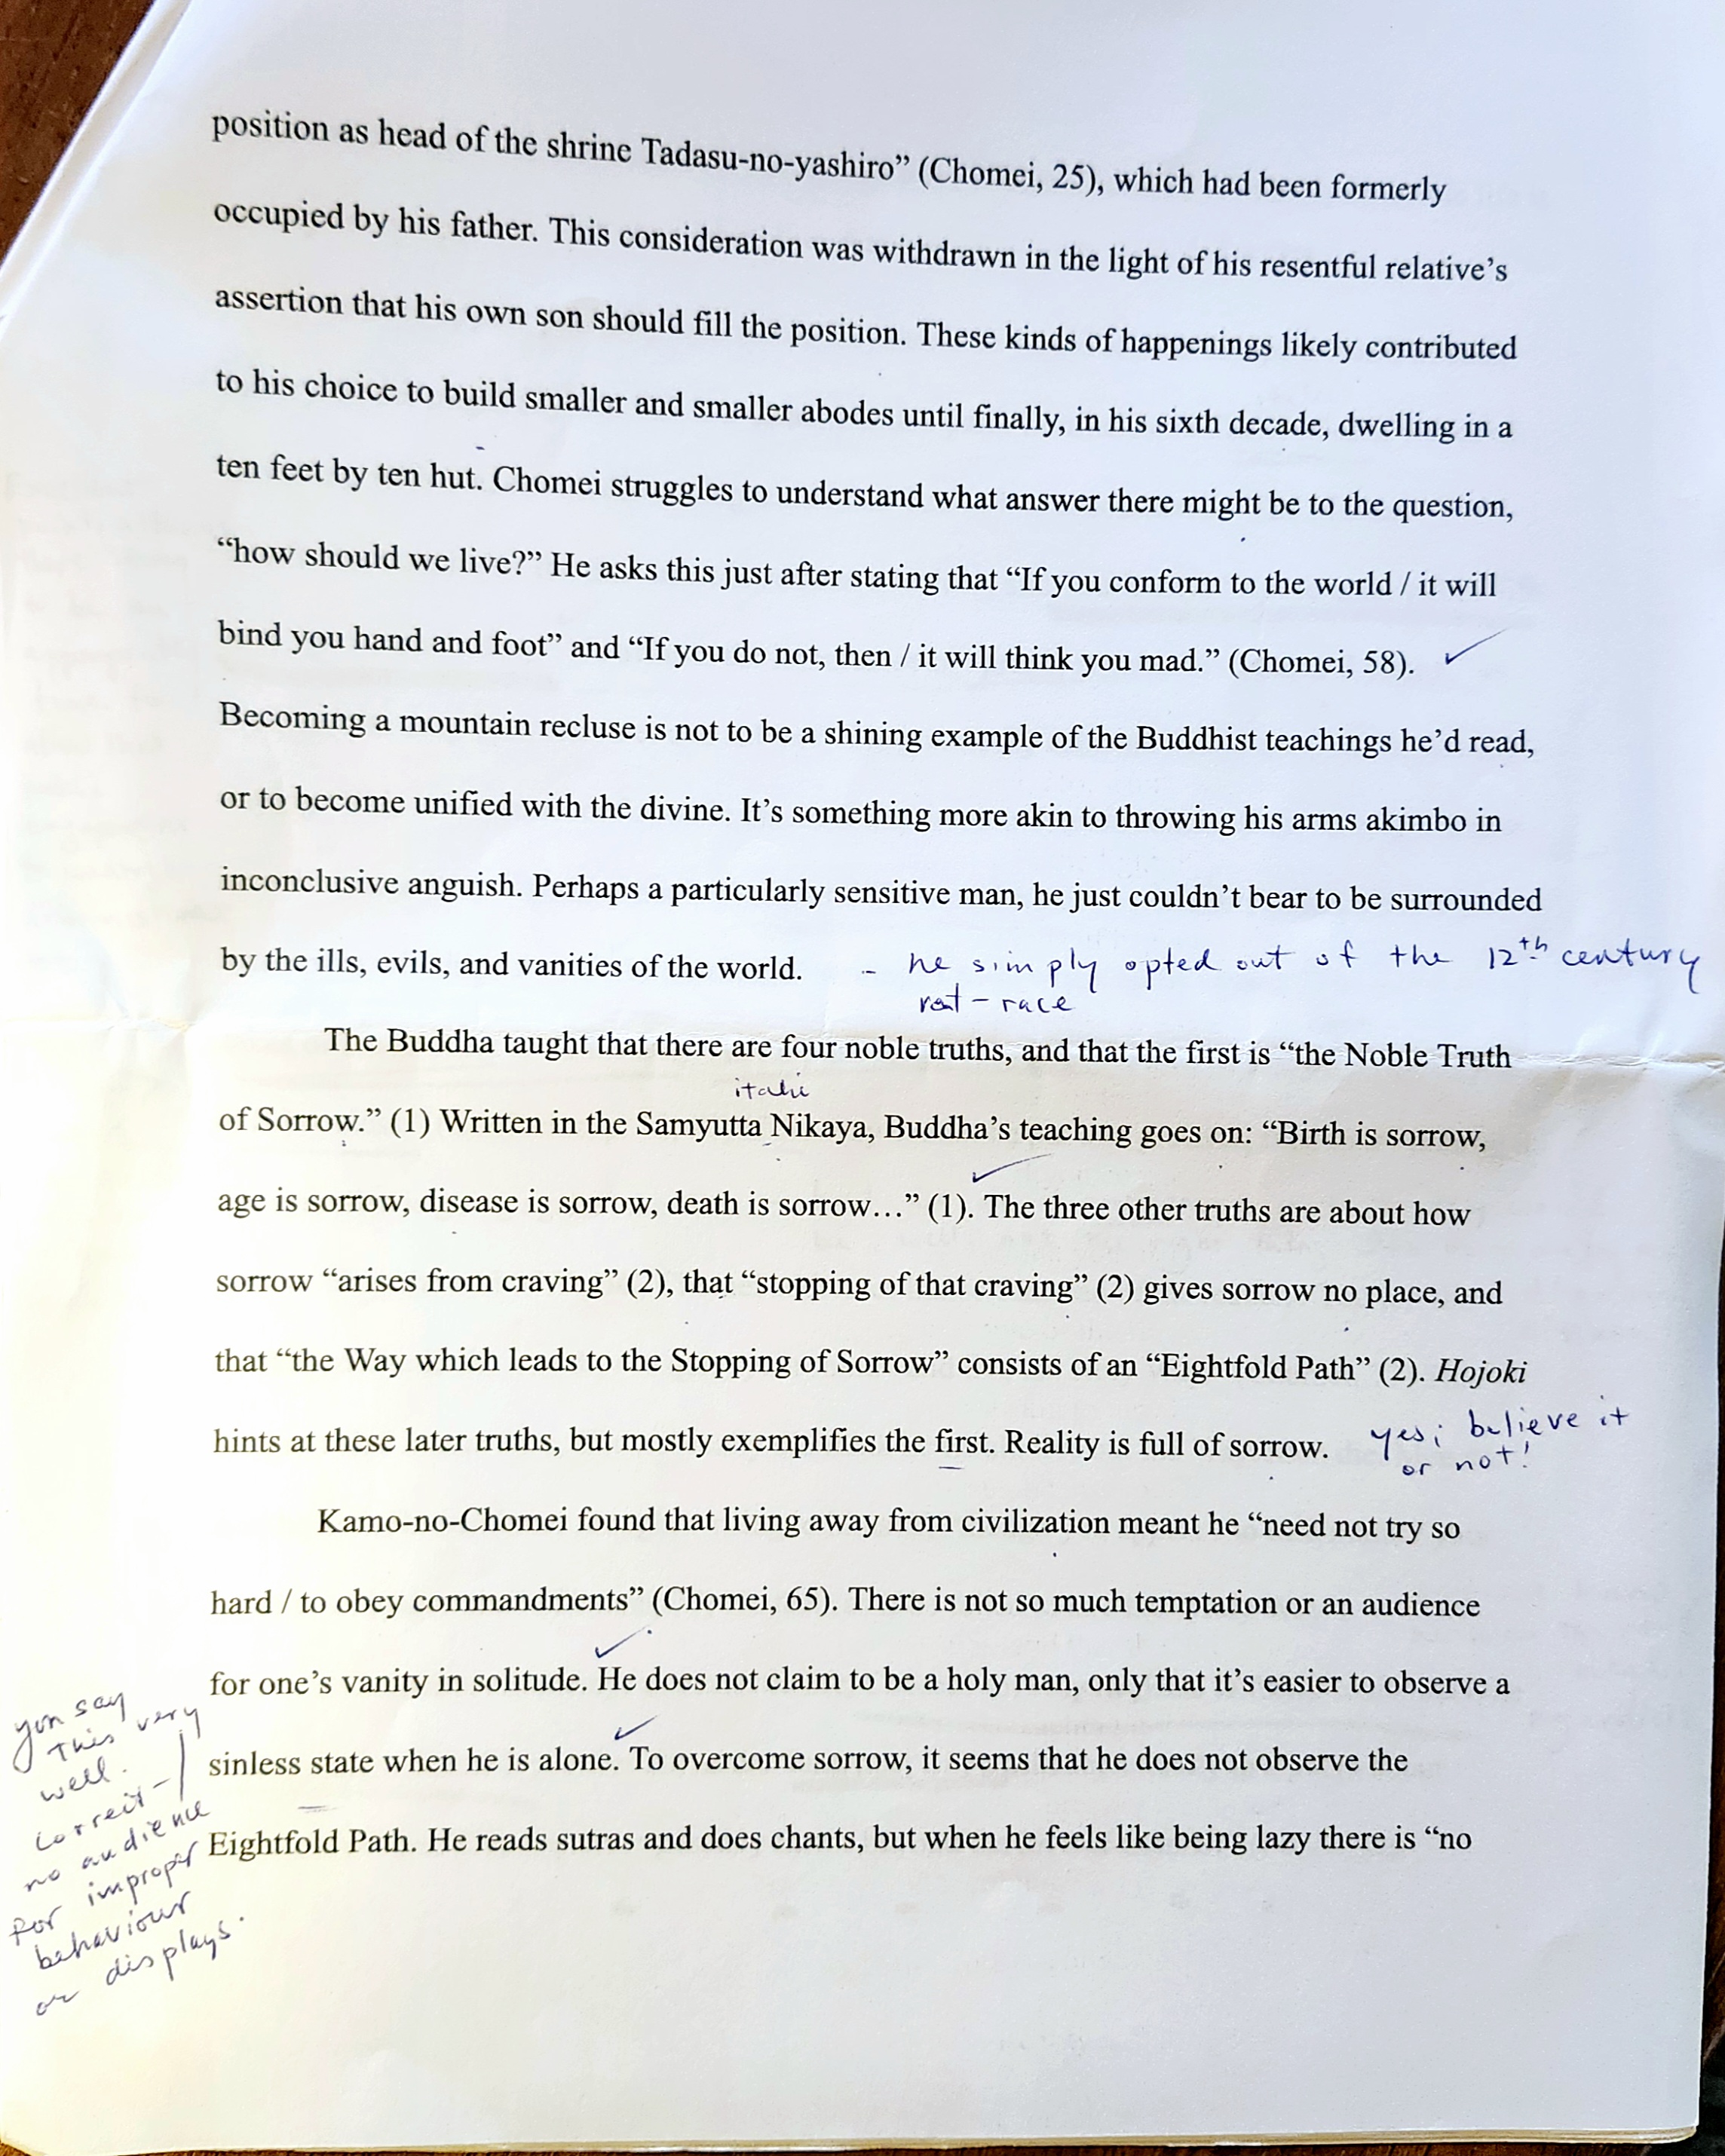 position as head of the shrine Tadasu-no-yashiro” (Chomei, 25), which had been formerly
occupied by his father. This consideration was withdrawn in the light of his resentful relative’s
assertion that his own son should fill the position. These kinds of happenings likely contributed
to his choice to build smaller and smaller abodes until finally, in his sixth decade, dwelling in a
ten feet by ten hut. Chomei struggles to understand what answer there might be to the question,
“how should we live?” He asks this just after stating that “If you conform to the world / it will
bind you hand and foot” and “If you do not, then / it will think you mad.” (Chomei, 58). ✓
Becoming a mountain recluse is not to be a shining example of the Buddhist teachings he’d read,
or to become unified with the divine. It’s something more akin to throwing his arms akimbo in
inconclusive anguish. Perhaps a particularly sensitive man, he just couldn’t bear to be surrounded
by the ills, evils, and vanities of the world. - he simply opted out of the 12th century
rat-race
The Buddha taught that there are four noble truths, and that the first is “the Noble Truth
italic
of Sorrow.” (1) Written in the Samyutta Nikaya, Buddha’s teaching goes on: “Birth is sorrow,
✓
age is sorrow, disease is sorrow, death is sorrow…” (1). The three other truths are about how
sorrow “arises from craving” (2), that “stopping of that craving” (2) gives sorrow no place, and
that “the Way which leads to the Stopping of Sorrow” consists of an “Eightfold Path” (2). Hojoki
hints at these later truths, but mostly exemplifies the first. Reality is full of sorrow. yes; believe it
or not!
Kamo-no-Chomei found that living away from civilization meant he “need not try so
hard / to obey commandments” (Chomei, 65). There is not so much temptation or an audience
✓
for one’s vanity in solitude. He does not claim to be a holy man, only that it’s easier to observe a
✓
sinless state when he is alone. To overcome sorrow, it seems that he does not observe the
Eightfold Path. He reads sutras and does chants, but when he feels like being lazy there is “no
you say
this very
well.
correct –
no audience
for improper
behaviour
or displays.